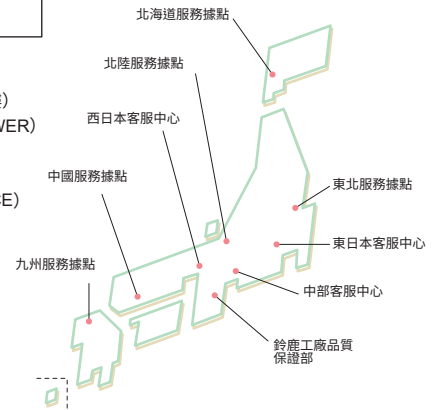 北海道服務據點
北陸服務據點
)
WER)
西日本客服中心
中國服務據點
東北服務據點
CE)
東日本客服中心
九州服務據點
中部客服中心
鈴鹿工廠品質
保證部